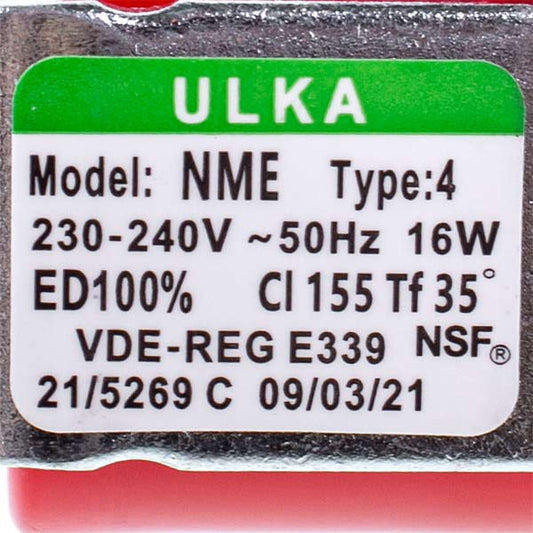 ULKA
Model: NME Type:4
230-240V ~50Hz 16W
ED100% Cl 155 Tf 35°
VDE-REG E339 NSF®
21/5269 C 09/03/21